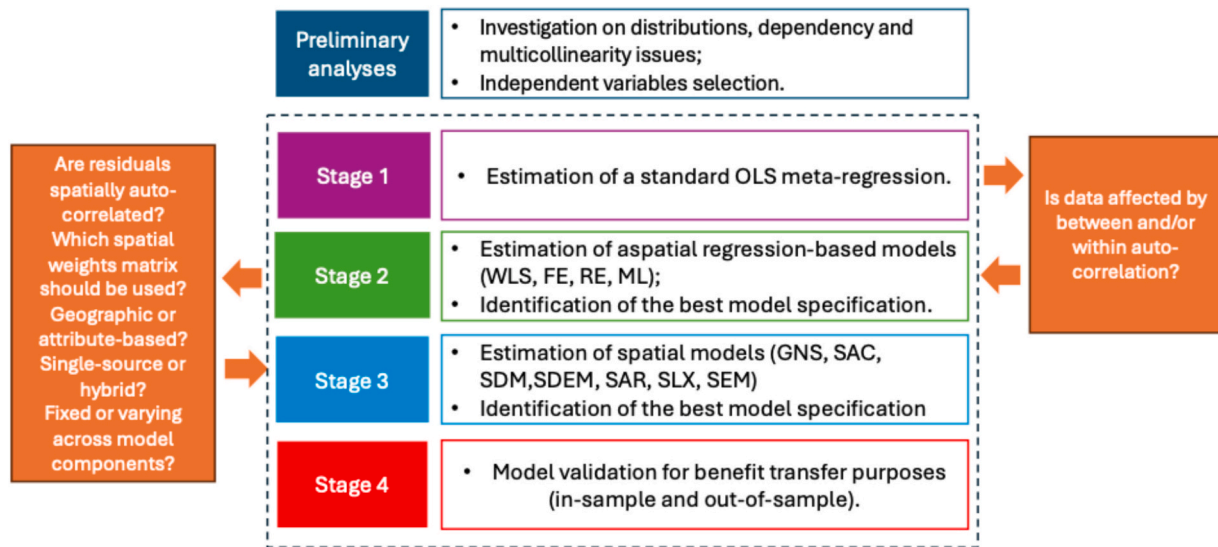 Preliminary
analyses
• Investigation on distributions, dependency and
multicollinearity issues;
• Independent variables selection.
Stage 1
• Estimation of a standard OLS meta-regression.
Stage 2
• Estimation of aspatial regression-based models
(WLS, FE, RE, ML);
• Identification of the best model specification.
Stage 3
• Estimation of spatial models (GNS, SAC,
SDM,SDEM, SAR, SLX, SEM)
• Identification of the best model specification
Stage 4
• Model validation for benefit transfer purposes
(in-sample and out-of-sample).
Are residuals
spatially auto-
correlated?
Which spatial
weights matrix
should be used?
Geographic or
attribute-based?
Single-source or
hybrid?
Fixed or varying
across model
components?
Is data affected by
between and/or
within auto-
correlation?